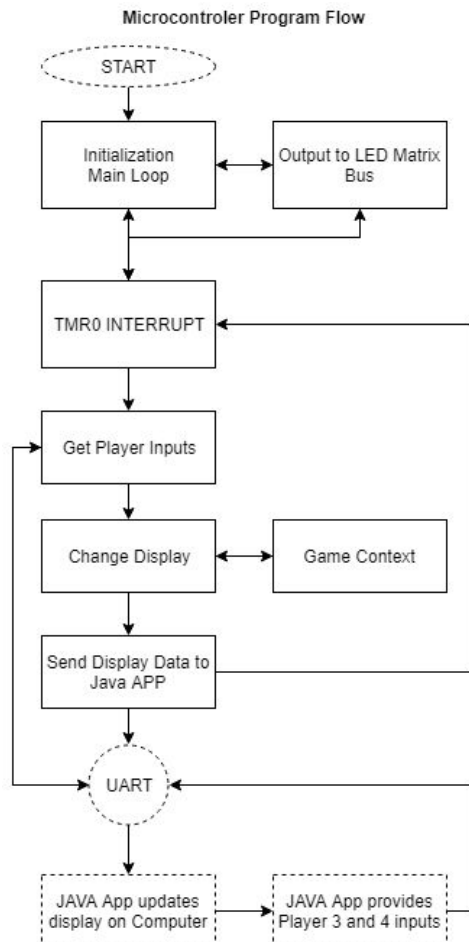 Microcontroler Program Flow
START
Initialization
Main Loop
Output to LED Matrix
Bus
TMR0 INTERRUPT
Get Player Inputs
Change Display
Game Context
Send Display Data to
Java APP
UART
JAVA App updates
display on Computer
JAVA App provides
Player 3 and 4 inputs